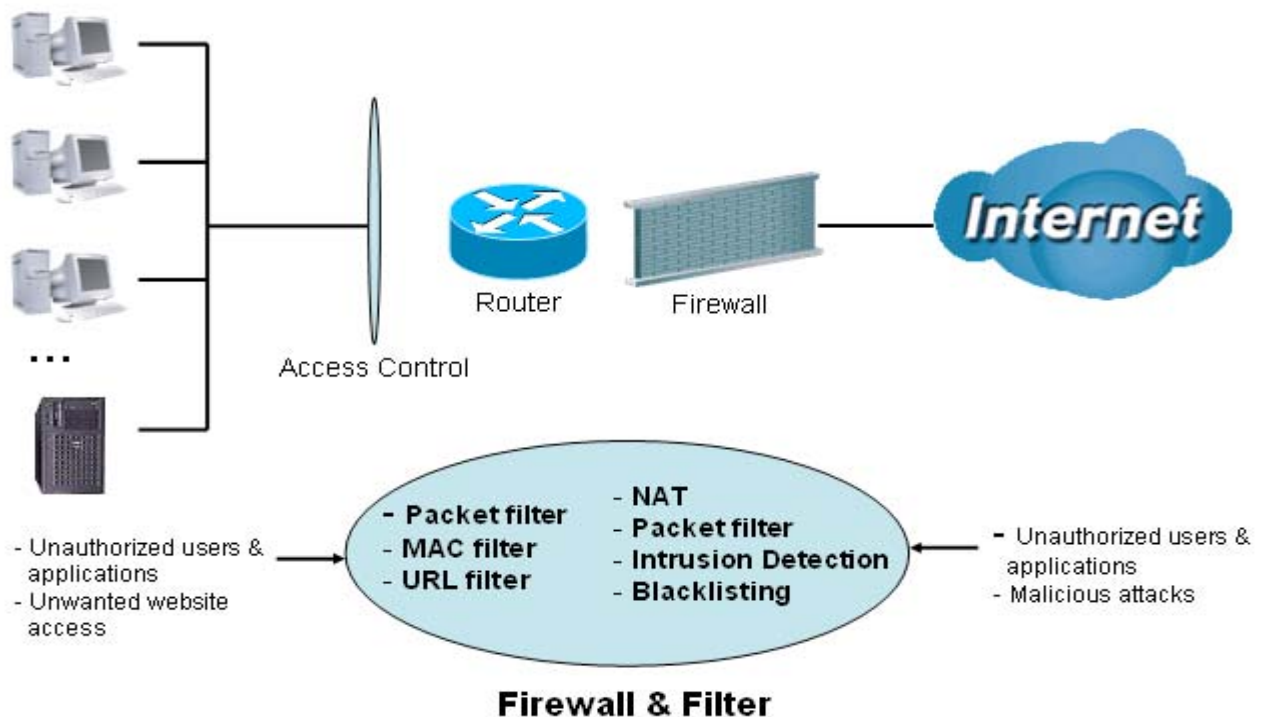 Internet
Router
Firewall
...
Access Control
- Packet filter
- MAC filter
- URL filter
- NAT
- Packet filter
- Intrusion Detection
- Blacklisting
- Unauthorized users &
applications
- Unwanted website
access
- Unauthorized users &
applications
- Malicious attacks
Firewall & Filter